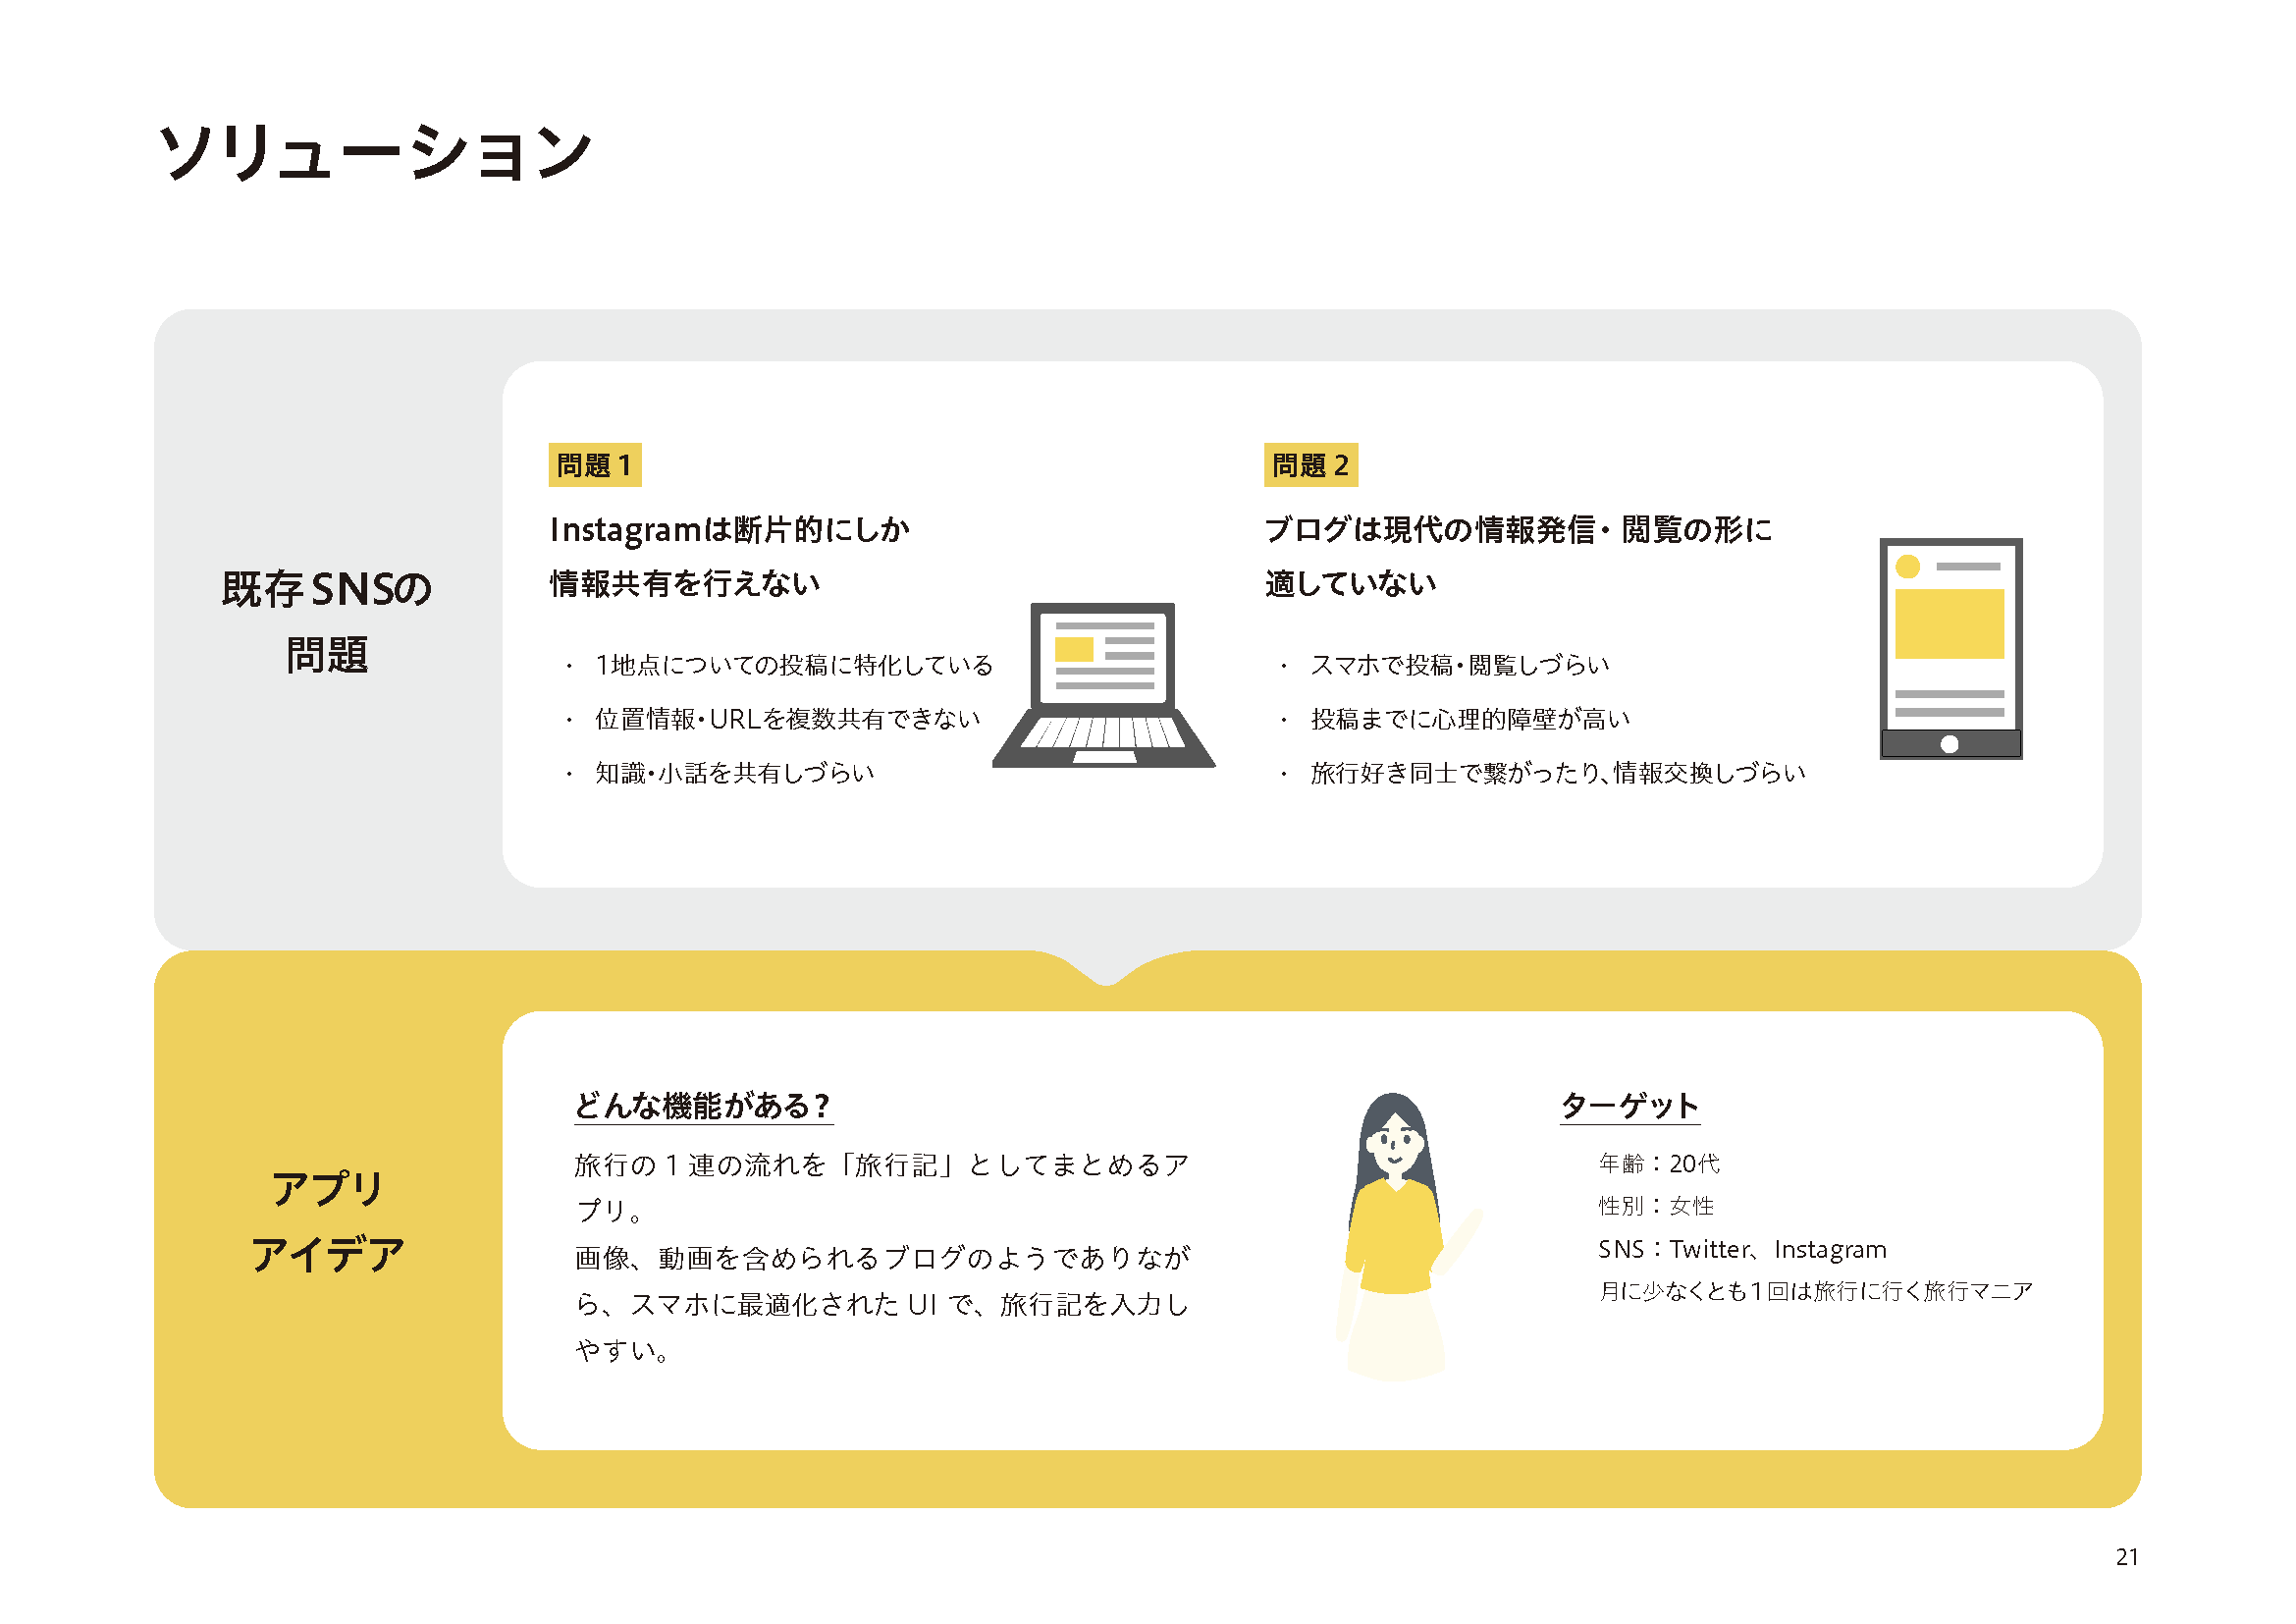 ソリューション
既存SNSの
問題
問題 1
Instagramは断片的にしか
情報共有を行えない
・ 1地点についての投稿に特化している
・ 位置情報・URLを複数共有できない
・ 知識・小話を共有しづらい
問題 2
ブログは現代の情報発信・閲覧の形に
適していない
・ スマホで投稿・閲覧しづらい
・ 投稿までに心理的障壁が高い
・ 旅行好き同士で繋がったり、情報交換しづらい
アプリ
アイデア
どんな機能がある？
旅行の 1 連の流れを「旅行記」としてまとめるア
プリ。
画像、動画を含められるブログのようでありなが
ら、スマホに最適化された UI で、旅行記を入力し
やすい。
ターゲット
年齢：20代
性別：女性
SNS：Twitter、Instagram
月に少なくとも1回は旅行に行く旅行マニア
21